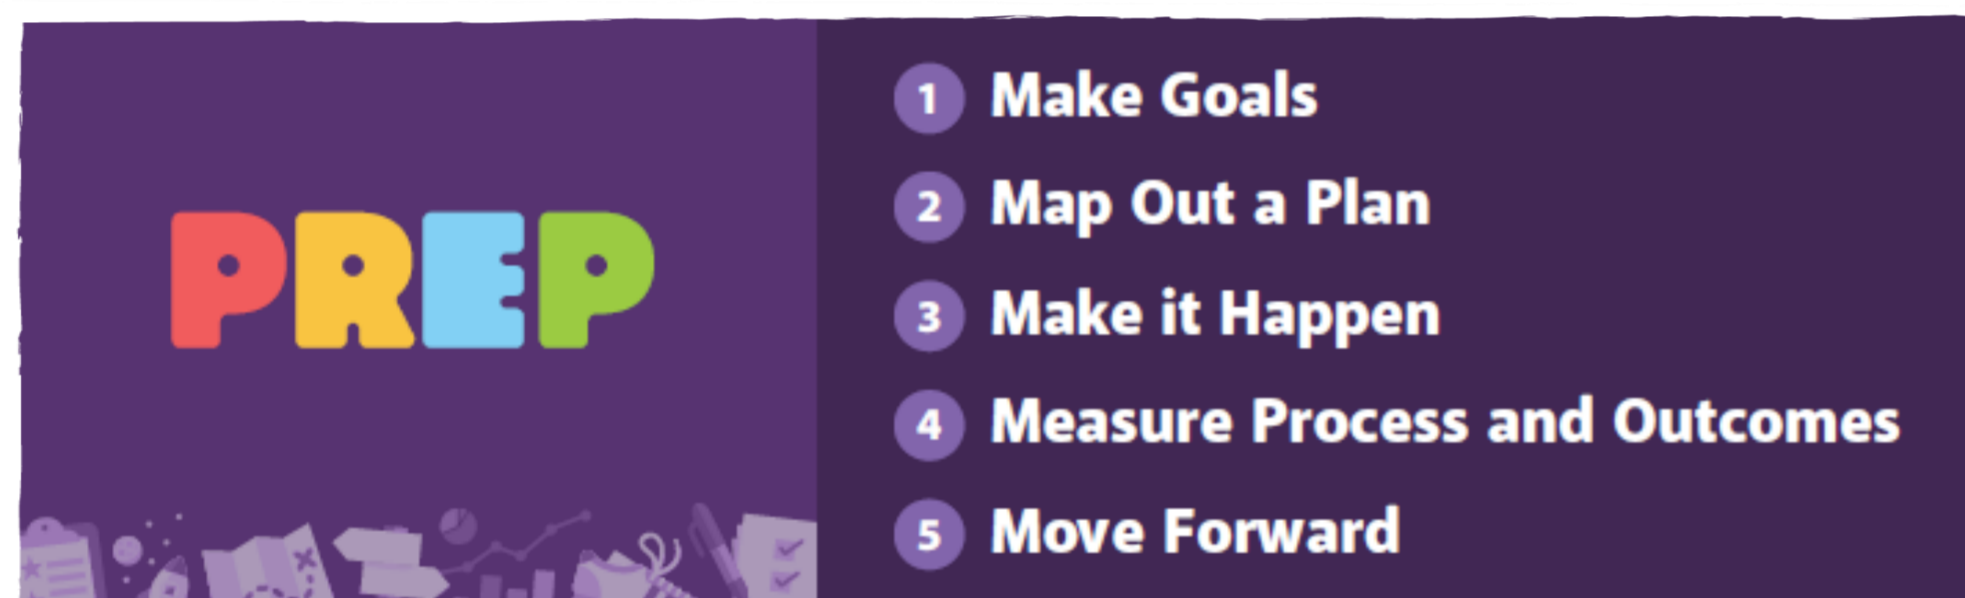 PREP
1 Make Goals
2 Map Out a Plan
3 Make it Happen
4 Measure Process and Outcomes
5 Move Forward